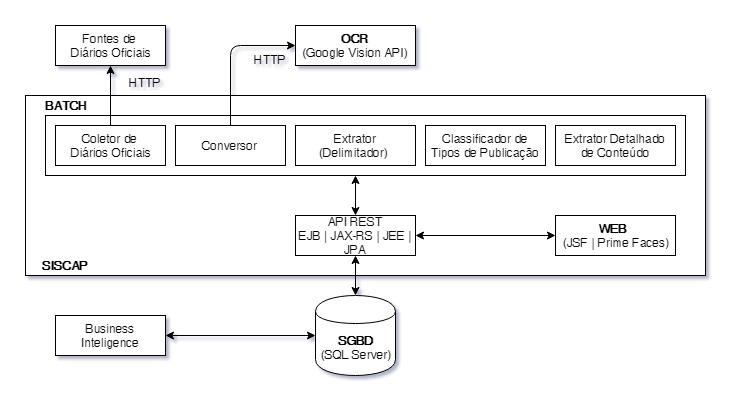 Fontes de
Diários Oficiais
OCR
(Google Vision API)
HTTP
HTTP
BATCH
Coletor de
Diários Oficiais
Conversor
Extrator
(Delimitador)
Classificador de
Tipos de Publicação
Extrator Detalhado
de Conteúdo
API REST
EJB | JAX-RS | JEE |
JPA
WEB
(JSF | Prime Faces)
SISCAP
Business
Inteligence
SGBD
(SQL Server)